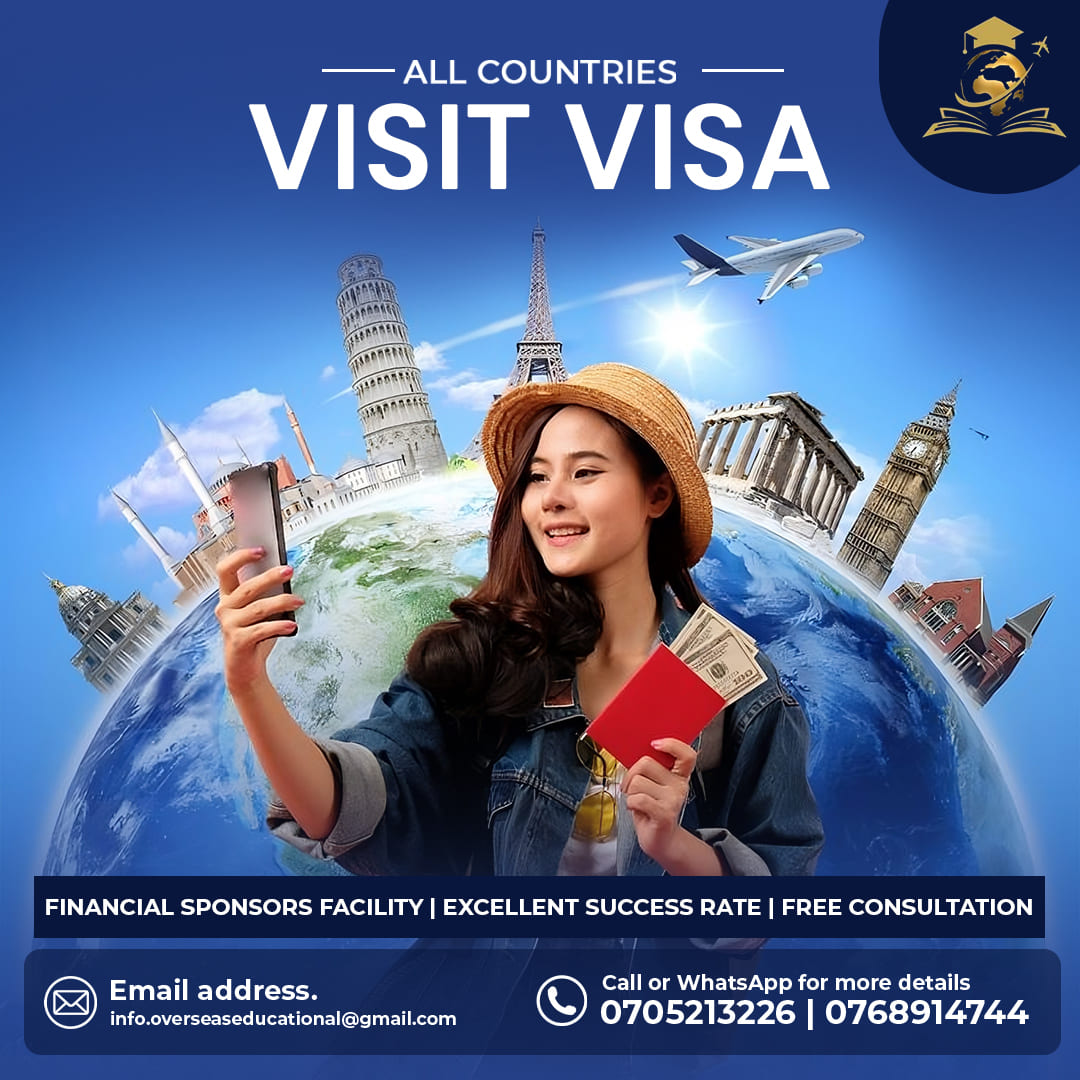 ALL COUNTRIES
VISIT VISA
100
FINANCIAL SPONSORS FACILITY | EXCELLENT SUCCESS RATE | FREE CONSULTATION
Email address.
info.overseaseducational@gmail.com
Call or WhatsApp for more details
0705213226 | 0768914744